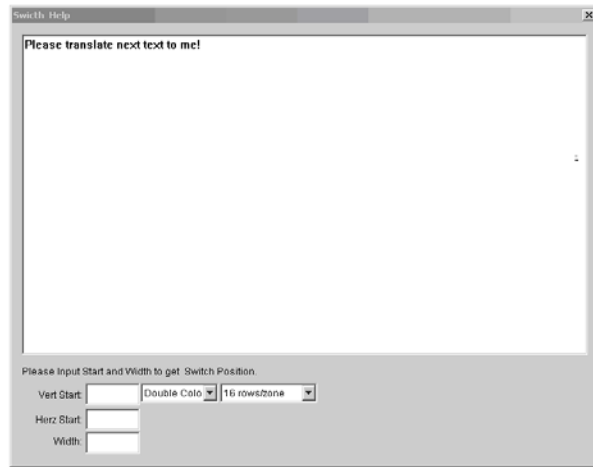 Swicth Help
Please translate next text to me!
Please Input Start and Width to get Switch Position.
Vert Start: Double Colo 16 rows/zone
Herz Start:
Width: